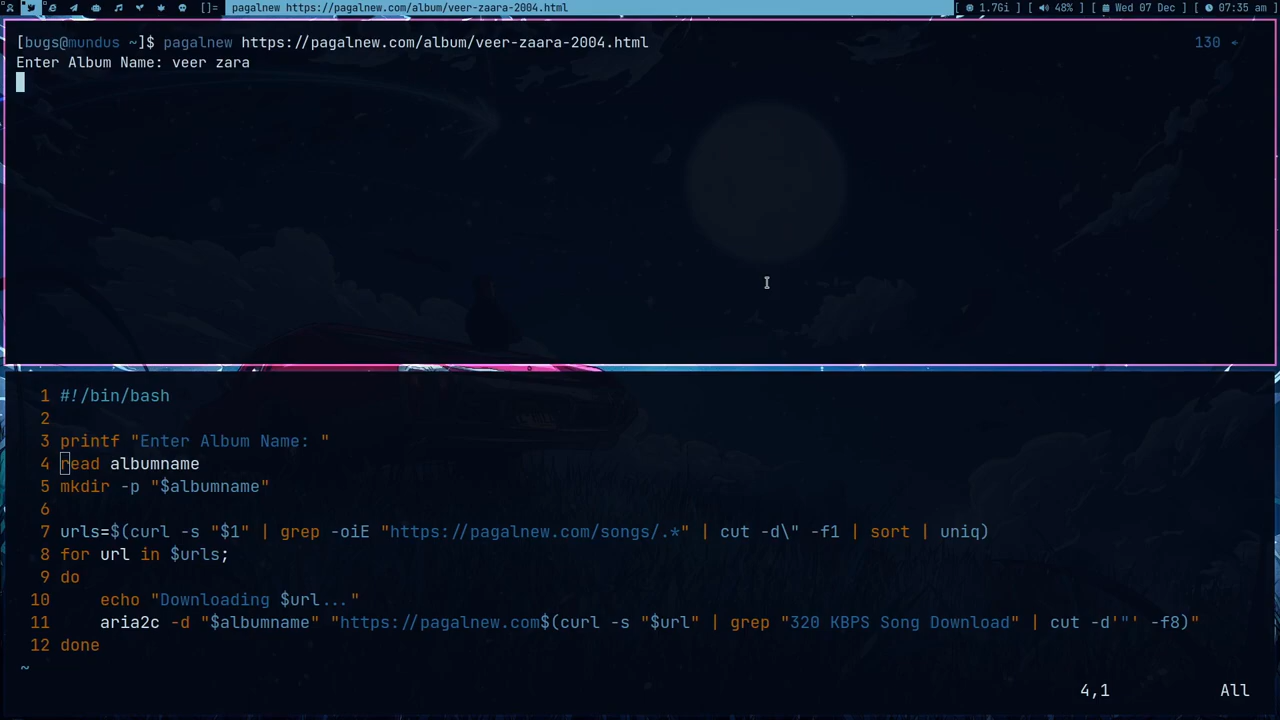 []= pagalnew https://pagalnew.com/album/veer-zaara-2004.html [ 1.7Gi ] [ 48% ] [ Wed 07 Dec ] [ 07:35 am ]
[bugs@mundus ~]$ pagalnew https://pagalnew.com/album/veer-zaara-2004.html 130 ←
Enter Album Name: veer zara
1 #!/bin/bash
2
3 printf "Enter Album Name: "
4 read albumname
5 mkdir -p "$albumname"
6
7 urls=$(curl -s "$1" | grep -oiE "https://pagalnew.com/songs/.*" | cut -d\" -f1 | sort | uniq)
8 for url in $urls;
9 do
10 echo "Downloading $url..."
11 aria2c -d "$albumname" "https://pagalnew.com$(curl -s "$url" | grep "320 KBPS Song Download" | cut -d'"' -f8)"
12 done
~
4,1 All